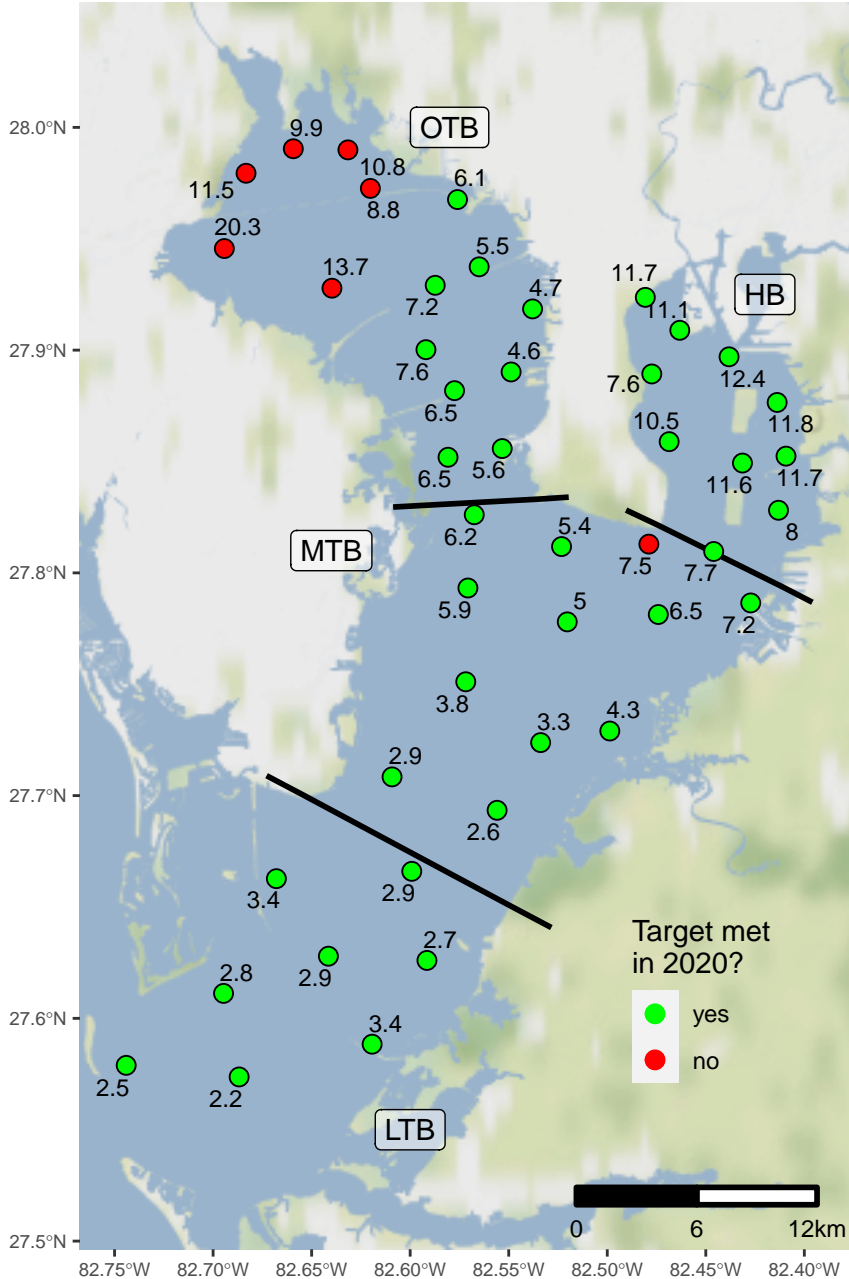 28.0°N
27.9°N
27.8°N
27.7°N
27.6°N
27.5°N
9.9
OTB
10.8
11.5
8.8
6.1
20.3
5.5
13.7
7.2
4.7
11.7
HB
11.1
7.6
4.6
7.6
12.4
6.5
11.8
10.5
6.5
5.6
11.6
11.7
6.2
8
MTB
5.4
7.5
7.7
5.9
5
6.5
7.2
3.8
3.3
4.3
2.9
2.6
3.4
2.9
2.7
2.9
2.8
3.4
2.5
2.2
LTB
Target met
in 2020?
yes
no
0 6 12km
82.75°W 82.70°W 82.65°W 82.60°W 82.55°W 82.50°W 82.45°W 82.40°W